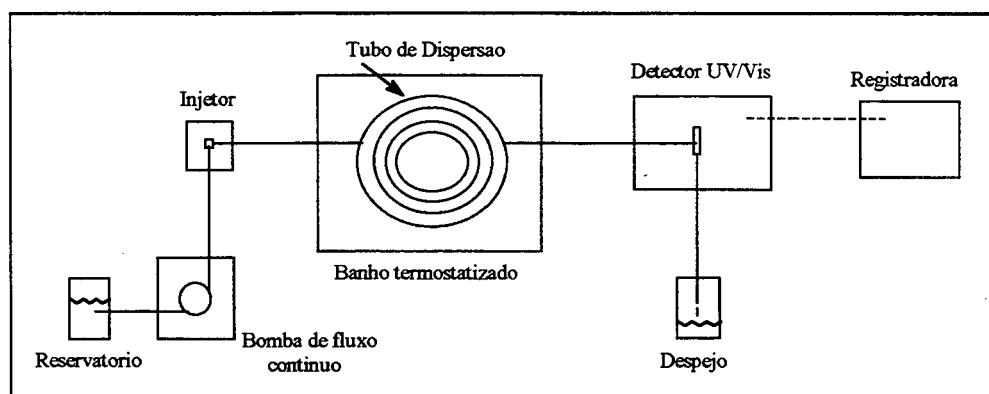 Tubo de Dispersao
Injetor
Detector UV/Vis
Registradora
Banho termostatizado
Reservatorio
Bomba de fluxo
continuo
Despejo